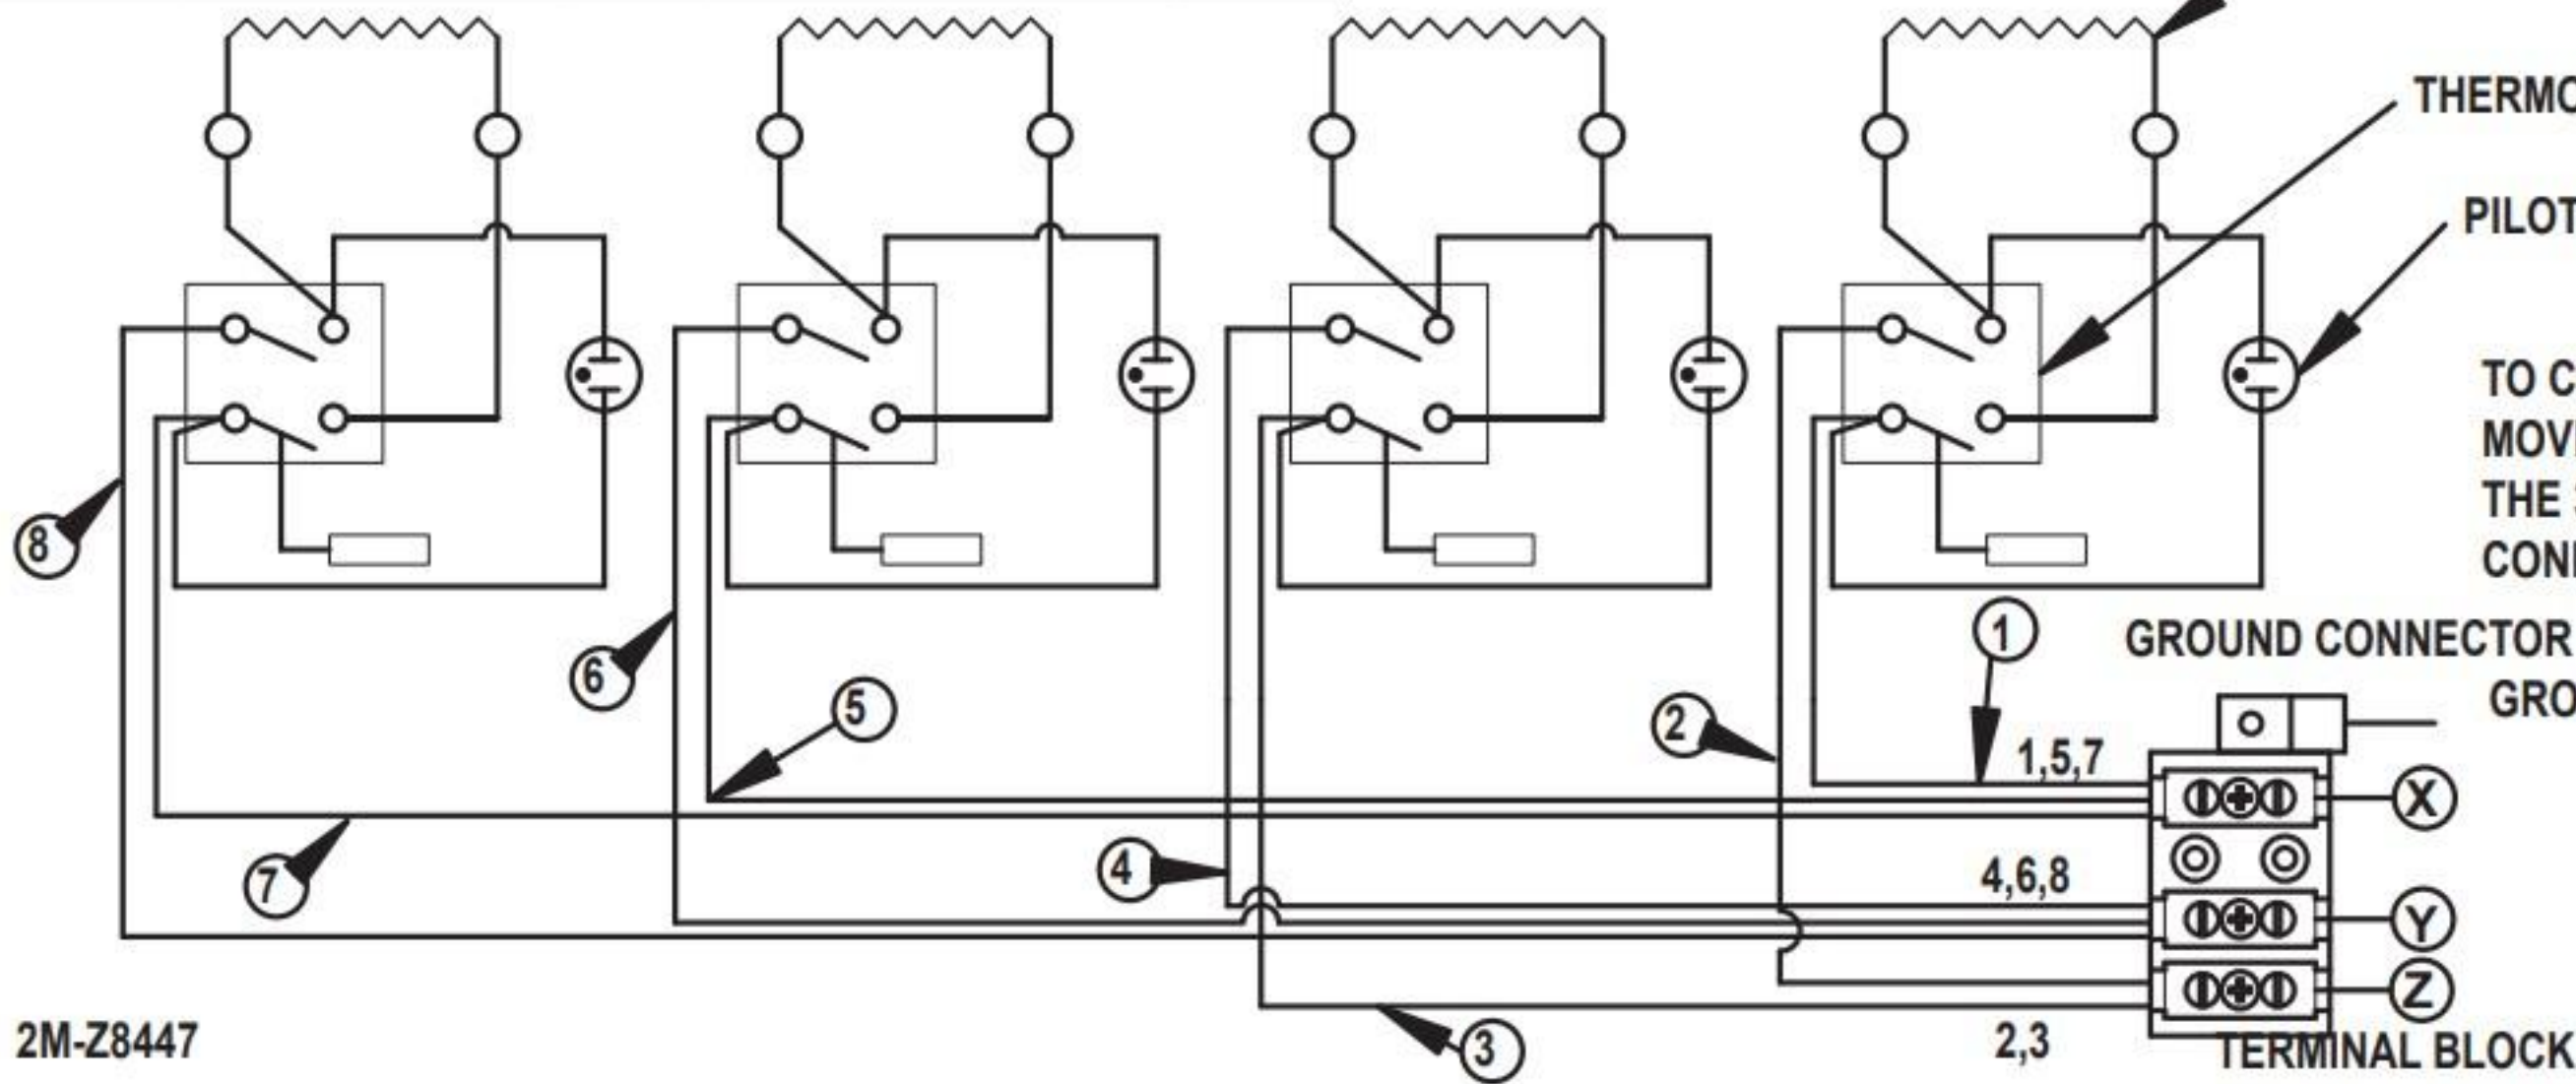 THERMO
PILOT
TO C
MOV
THE
CON
8
6
5
1
GROUND CONNECTOR
GRO
2
1,5,7
X
7
4
4,6,8
Y
Z
2M-Z8447
3
2,3
TERMINAL BLOCK